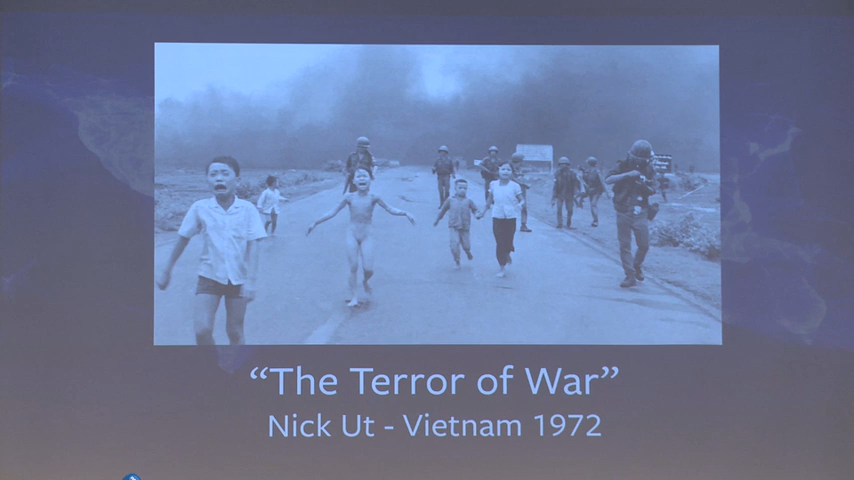 “The Terror of War”
Nick Ut - Vietnam 1972